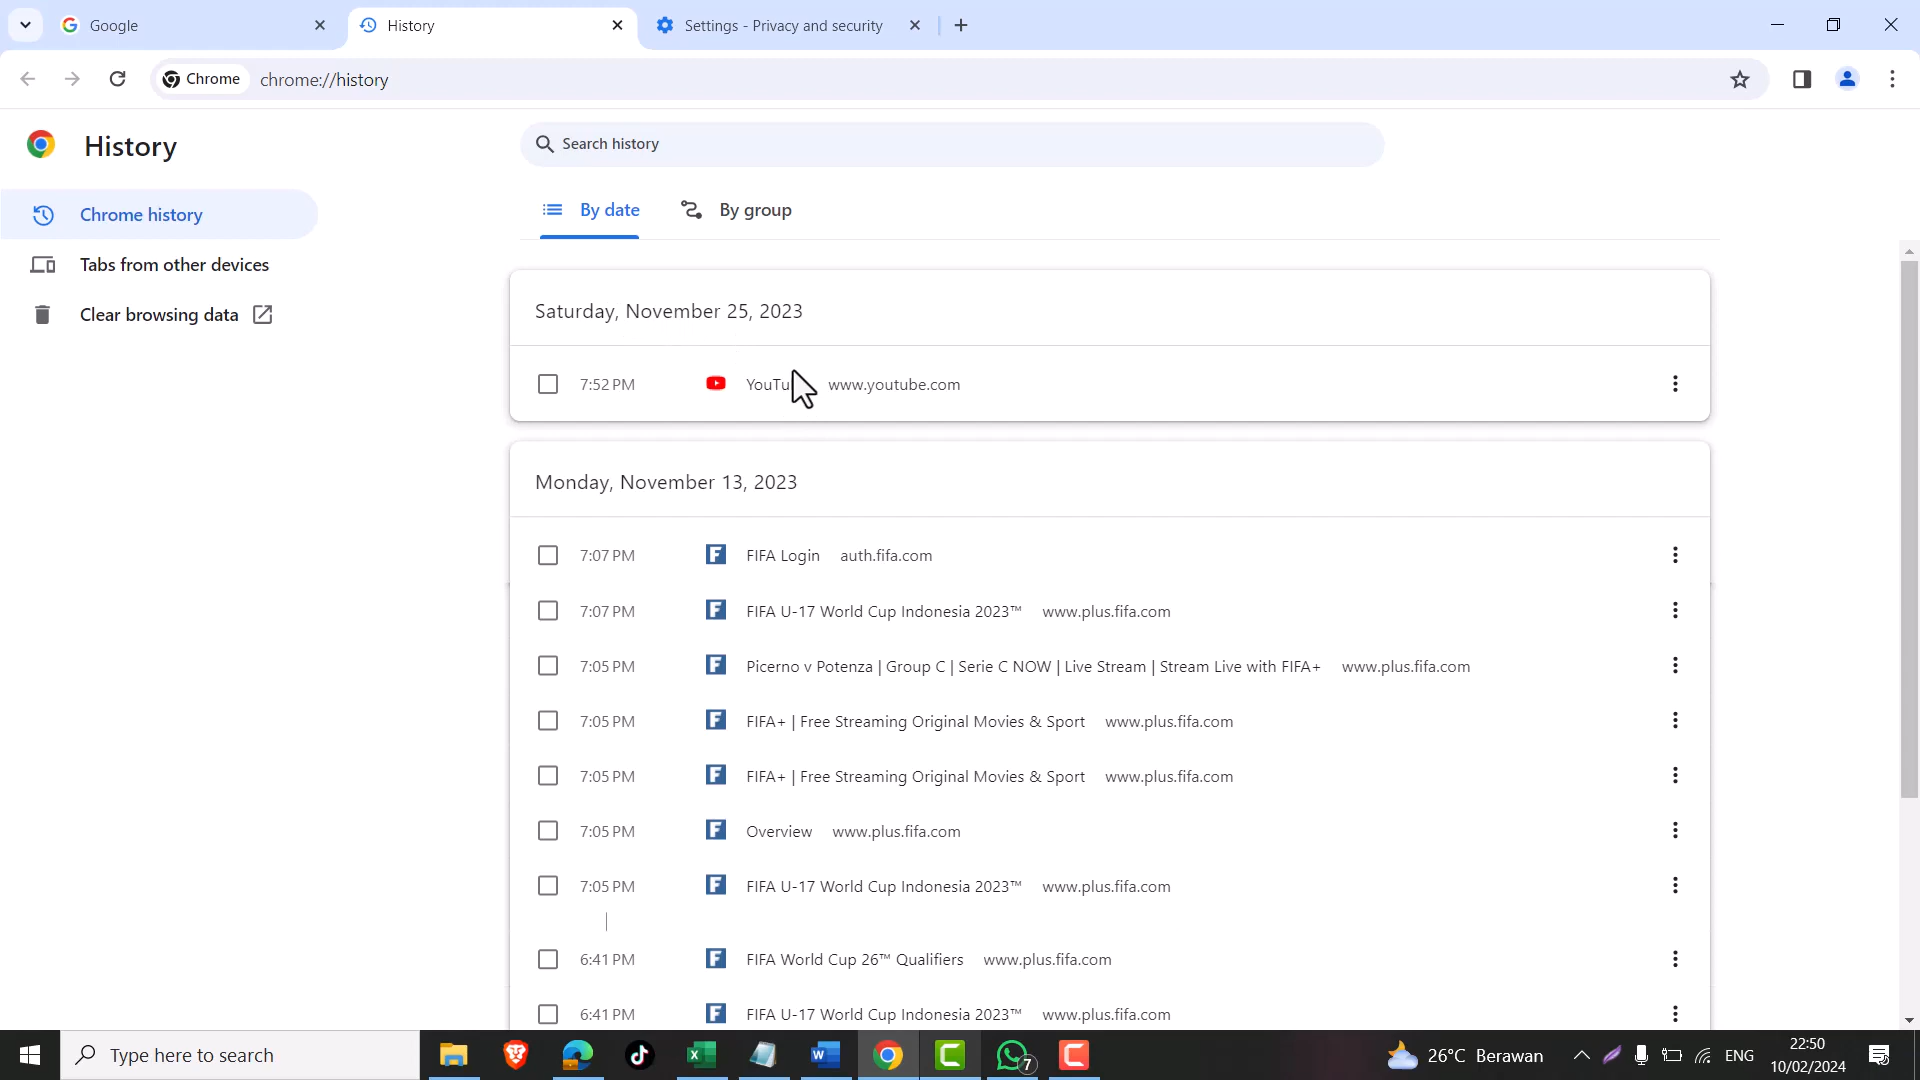 Google
History
Settings - Privacy and security
Chrome
chrome://history
History
Search history
Chrome history
By date
By group
Tabs from other devices
Clear browsing data
Saturday, November 25, 2023
7:52 PM www.youtube.com
Monday, November 13, 2023
7:07 PM FIFA Login auth.fifa.com
7:07 PM FIFA U-17 World Cup Indonesia 2023™ www.plus.fifa.com
7:05 PM Picerno v Potenza | Group C | Serie C NOW | Live Stream | Stream Live with FIFA+ www.plus.fifa.com
7:05 PM FIFA+ | Free Streaming Original Movies & Sport www.plus.fifa.com
7:05 PM FIFA+ | Free Streaming Original Movies & Sport www.plus.fifa.com
7:05 PM Overview www.plus.fifa.com
7:05 PM FIFA U-17 World Cup Indonesia 2023™ www.plus.fifa.com
6:41 PM FIFA World Cup 26™ Qualifiers www.plus.fifa.com
6:41 PM FIFA U-17 World Cup Indonesia 2023™ www.plus.fifa.com
Type here to search
7
26°C Berawan
ENG
22:50
10/02/2024